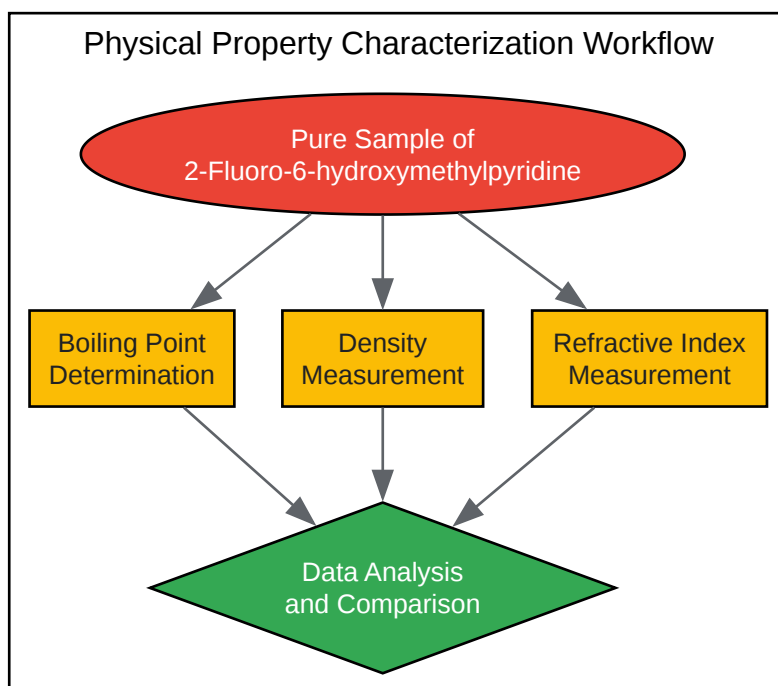 Physical Property Characterization Workflow
Pure Sample of
2-Fluoro-6-hydroxymethylpyridine
Boiling Point
Determination
Density
Measurement
Refractive Index
Measurement
Data Analysis
and Comparison